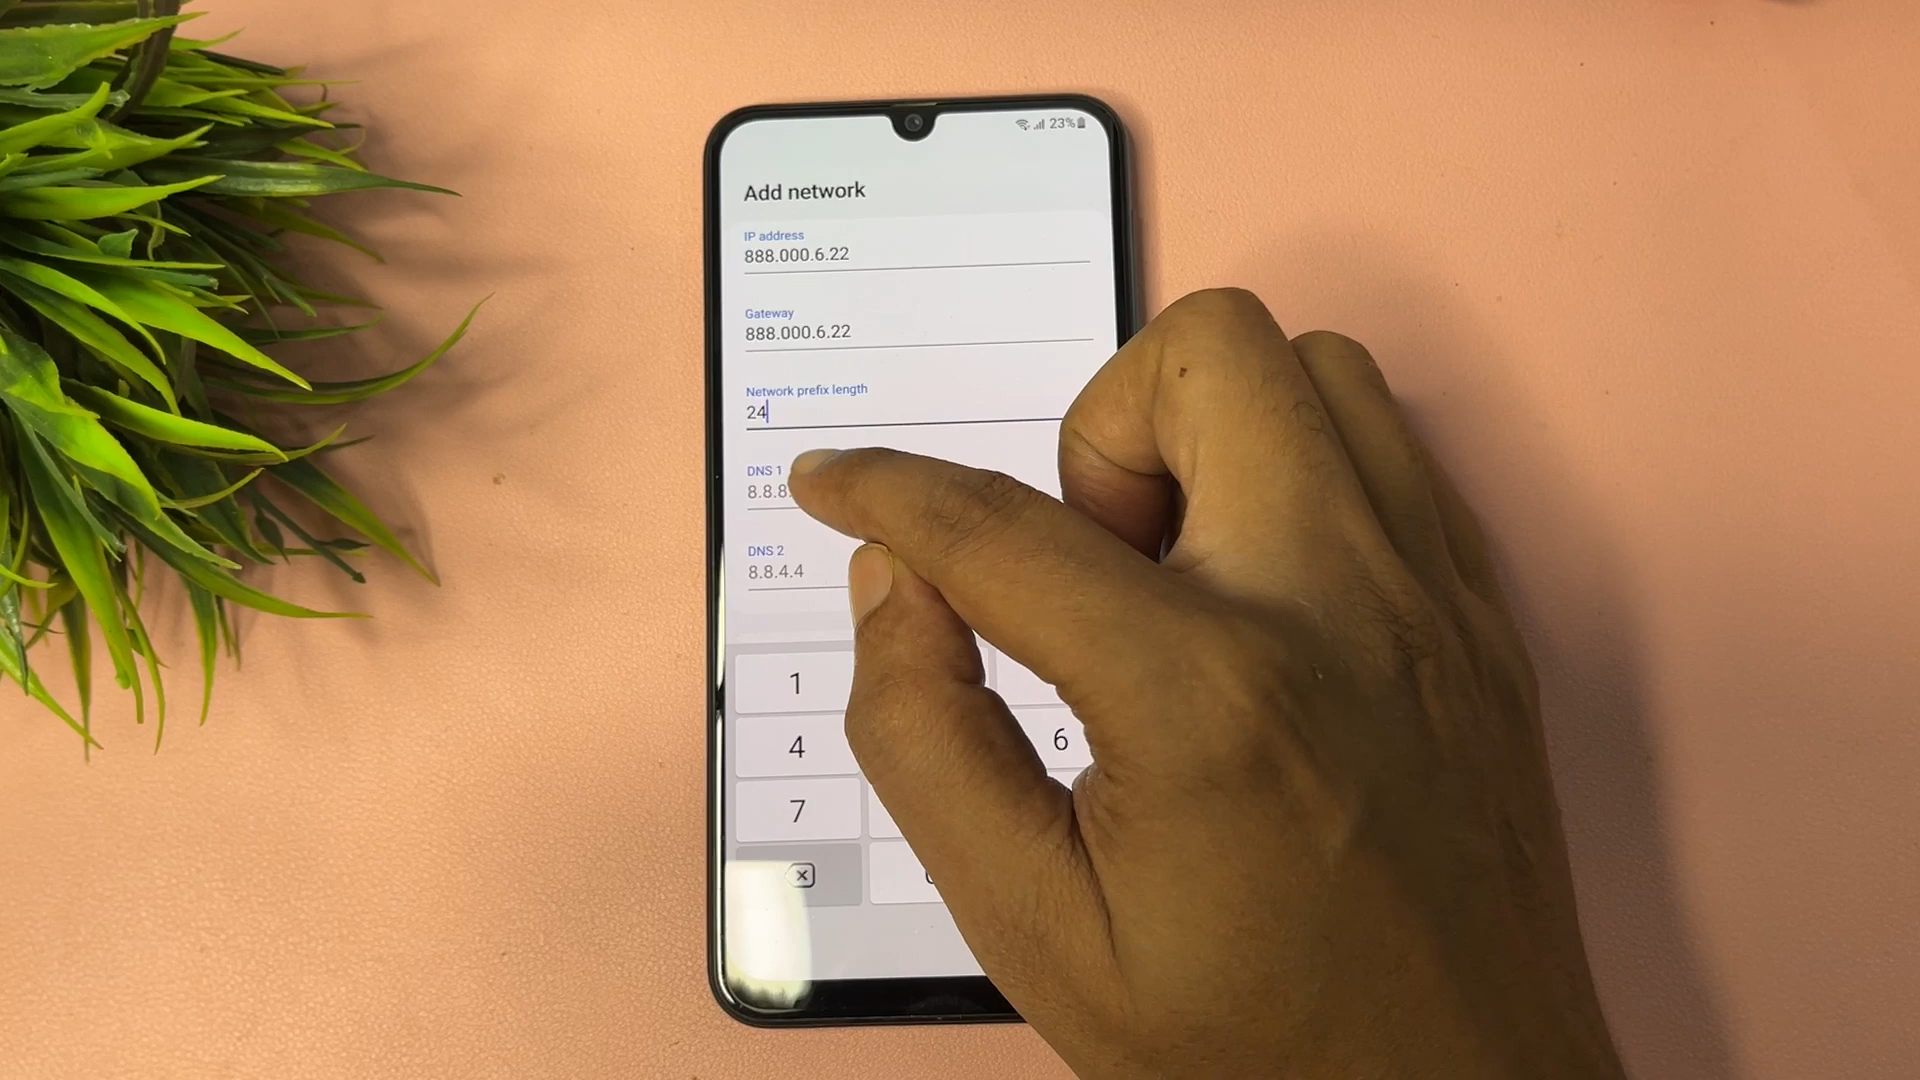 23%
Add network
IP address
888.000.6.22
Gateway
888.000.6.22
Network prefix length
24
DNS 1
8.8.8.
DNS 2
8.8.4.4
1
4
6
7